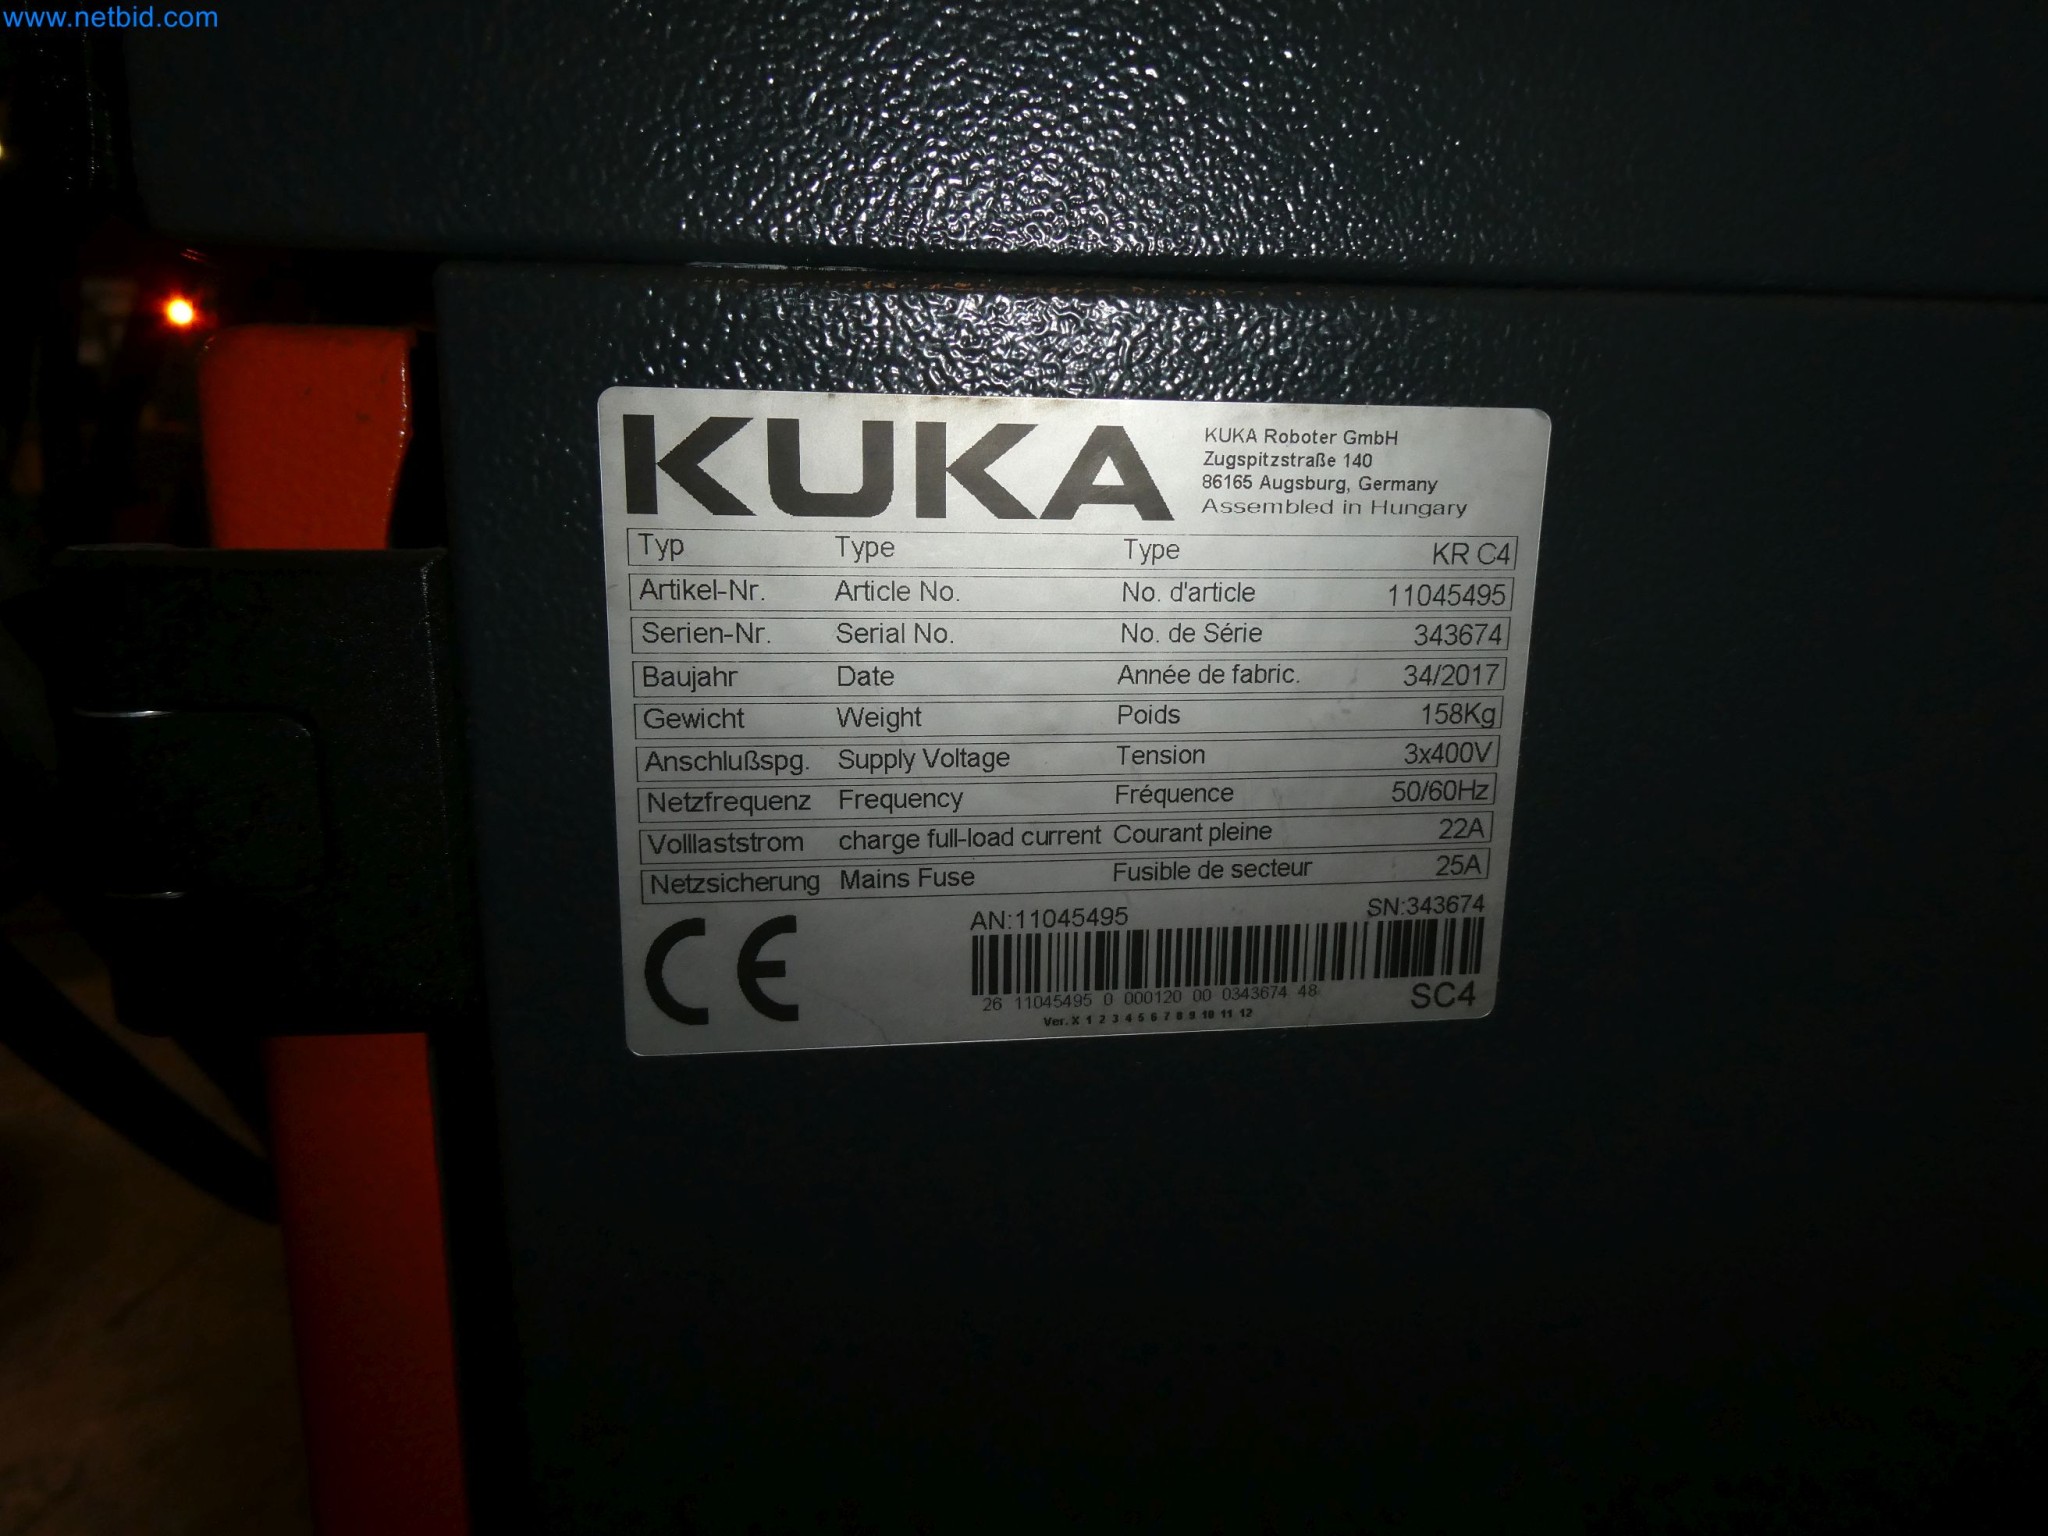 www.netbid.com
KUKA
KUKA Roboter GmbH
Zugspitzstraße 140
86165 Augsburg, Germany
Assembled in Hungary
Typ Type Type KR C4
Artikel-Nr. Article No. No. d'article 11045495
Serien-Nr. Serial No. No. de Série 343674
Baujahr Date Année de fabric. 34/2017
Gewicht Weight Poids 158Kg
Anschlußspg. Supply Voltage Tension 3x400V
Netzfrequenz Frequency Fréquence 50/60Hz
Volllaststrom charge full-load current Courant pleine 22A
Netzsicherung Mains Fuse Fusible de secteur 25A
CE
AN:11045495 SN:343674
26 11045495 0 000120 00 0343674 48
SC4
Ver. X 1 2 3 4 5 6 7 8 9 10 11 12